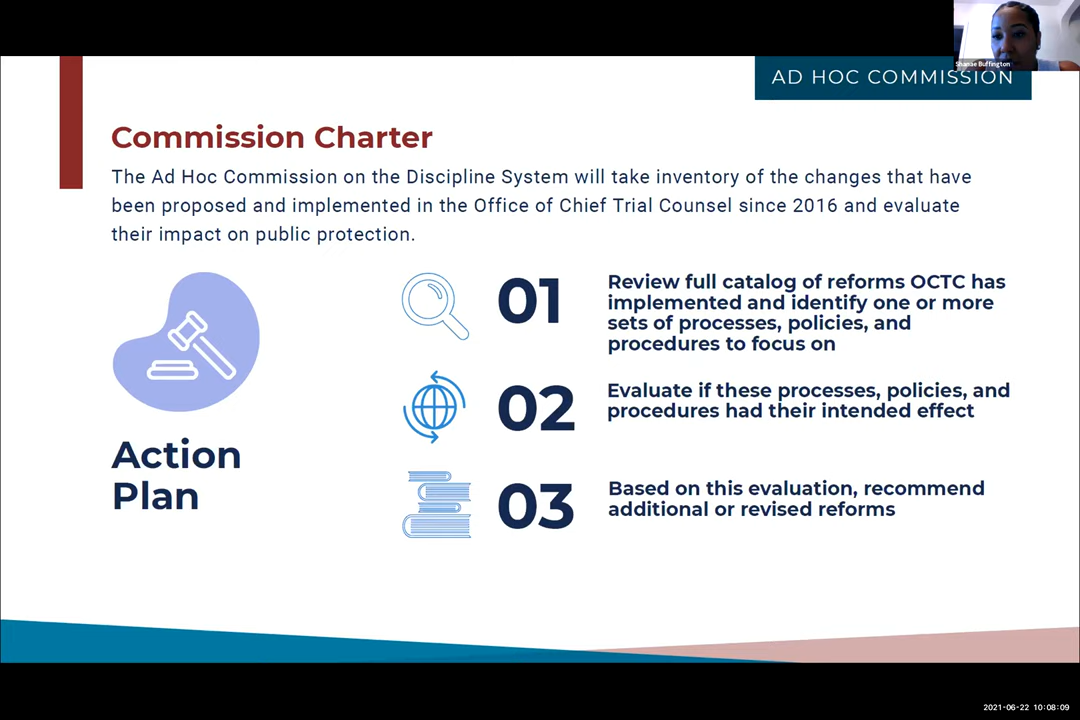 Shanae Buffington
AD HOC COMMISSION
Commission Charter
The Ad Hoc Commission on the Discipline System will take inventory of the changes that have
been proposed and implemented in the Office of Chief Trial Counsel since 2016 and evaluate
their impact on public protection.
01
Review full catalog of reforms OCTC has
implemented and identify one or more
sets of processes, policies, and
procedures to focus on
02
Evaluate if these processes, policies, and
procedures had their intended effect
Action
Plan
03
Based on this evaluation, recommend
additional or revised reforms
2021-06-22 10:08:09